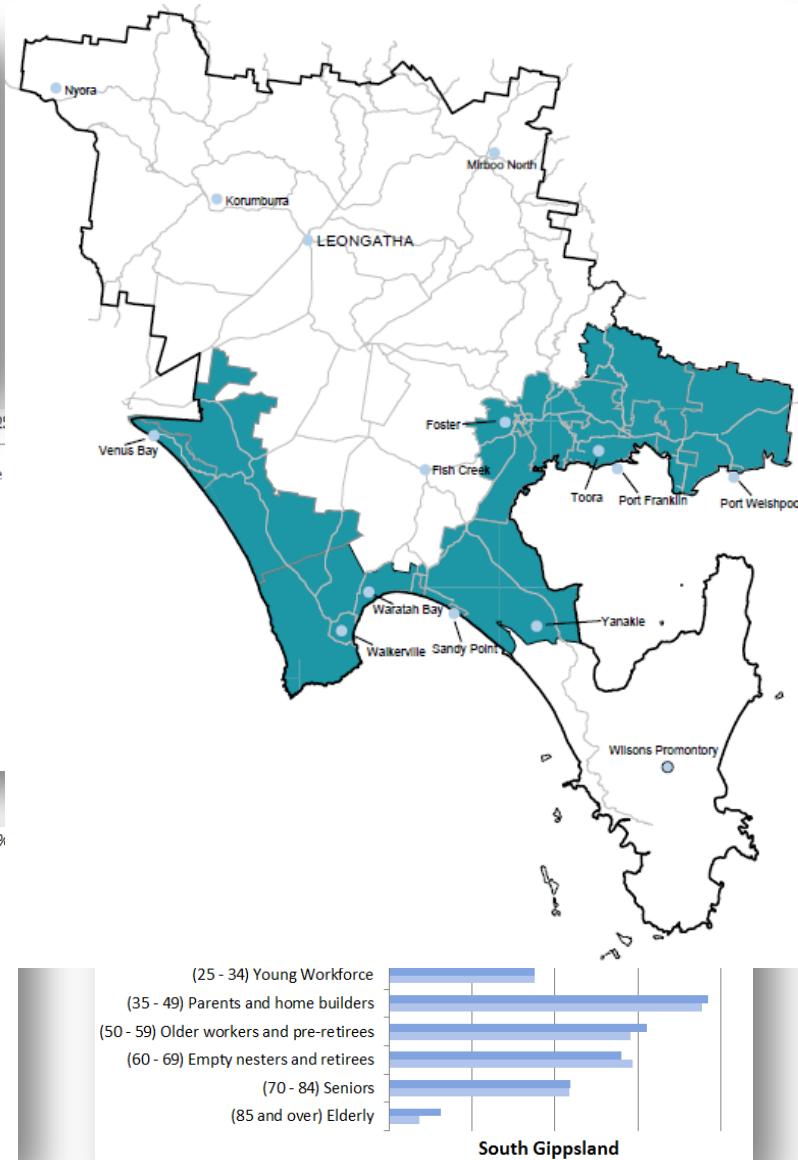 Nyora
Mirboo North
Korumburra
LEONGATHA
Foster
Venus Bay
Fish Creek
Toora
Port Franklin
Port Welshpoo
Waratah Bay
Yanakie
Walkerville
Sandy Point
Wilsons Promontory
%
(25 - 34) Young Workforce
(35 - 49) Parents and home builders
(50 - 59) Older workers and pre-retirees
(60 - 69) Empty nesters and retirees
(70 - 84) Seniors
(85 and over) Elderly
South Gippsland